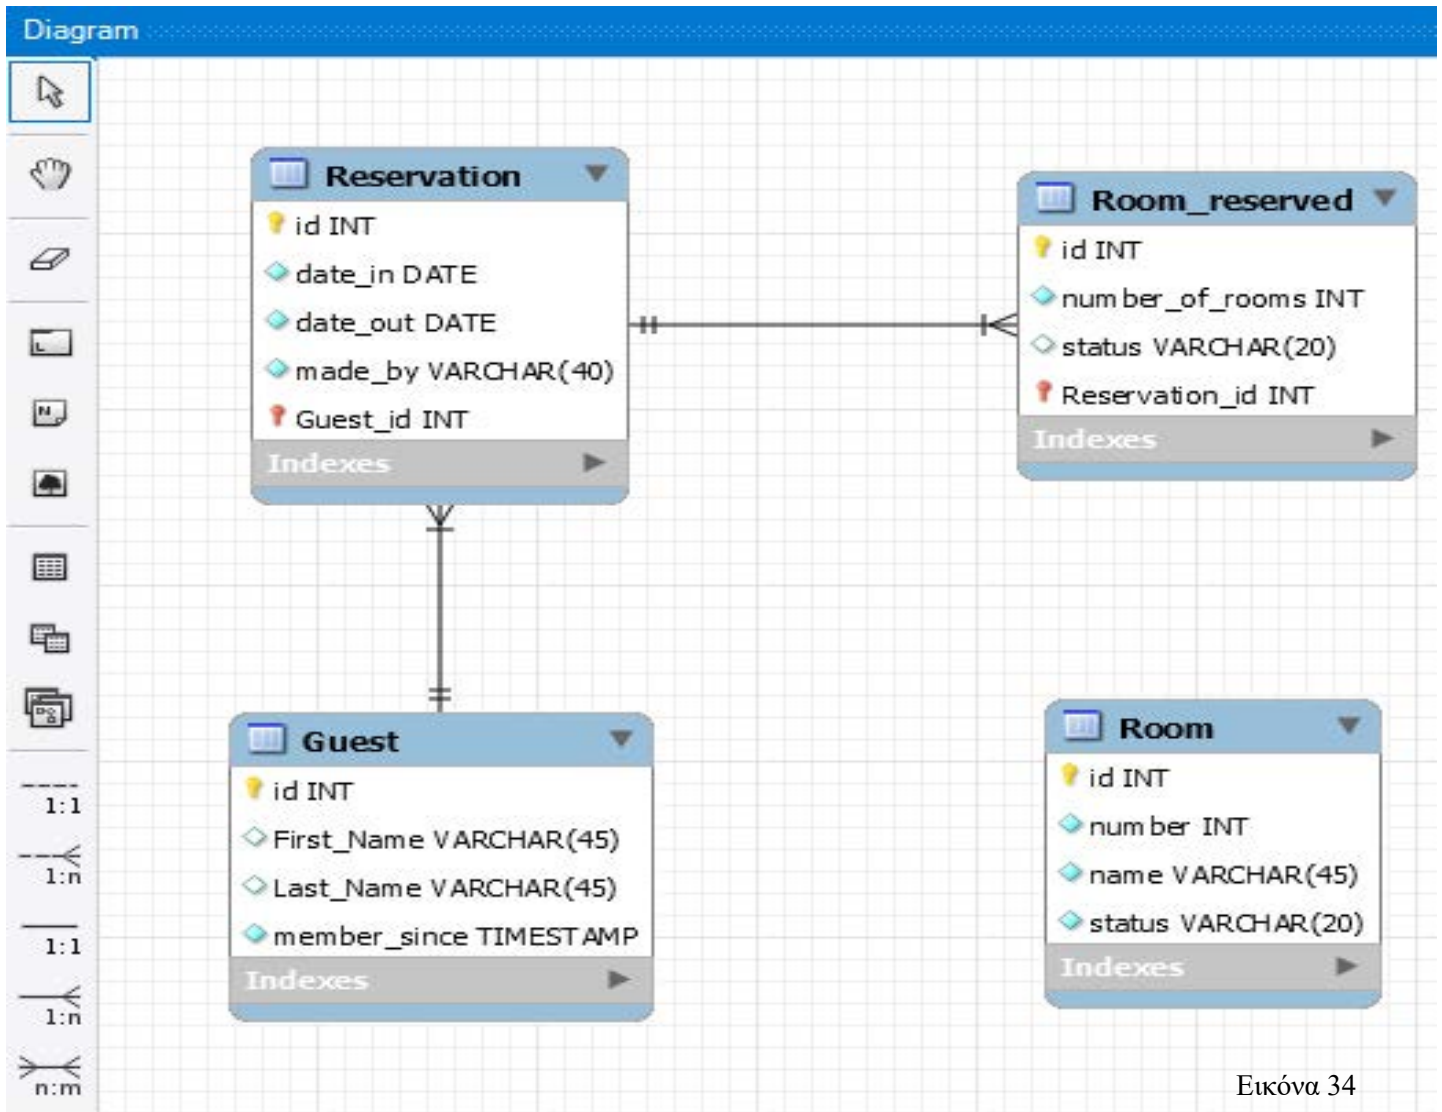 Diagram
Reservation
id INT
date_in DATE
date_out DATE
made_by VARCHAR(40)
Guest_id INT
Indexes
Room_reserved
id INT
number_of_rooms INT
status VARCHAR(20)
Reservation_id INT
Indexes
Guest
id INT
First_Name VARCHAR(45)
Last_Name VARCHAR(45)
member_since TIMESTAMP
Indexes
Room
id INT
number INT
name VARCHAR(45)
status VARCHAR(20)
Indexes
1:1
1:n
1:1
1:n
n:m
Εικόνα 34